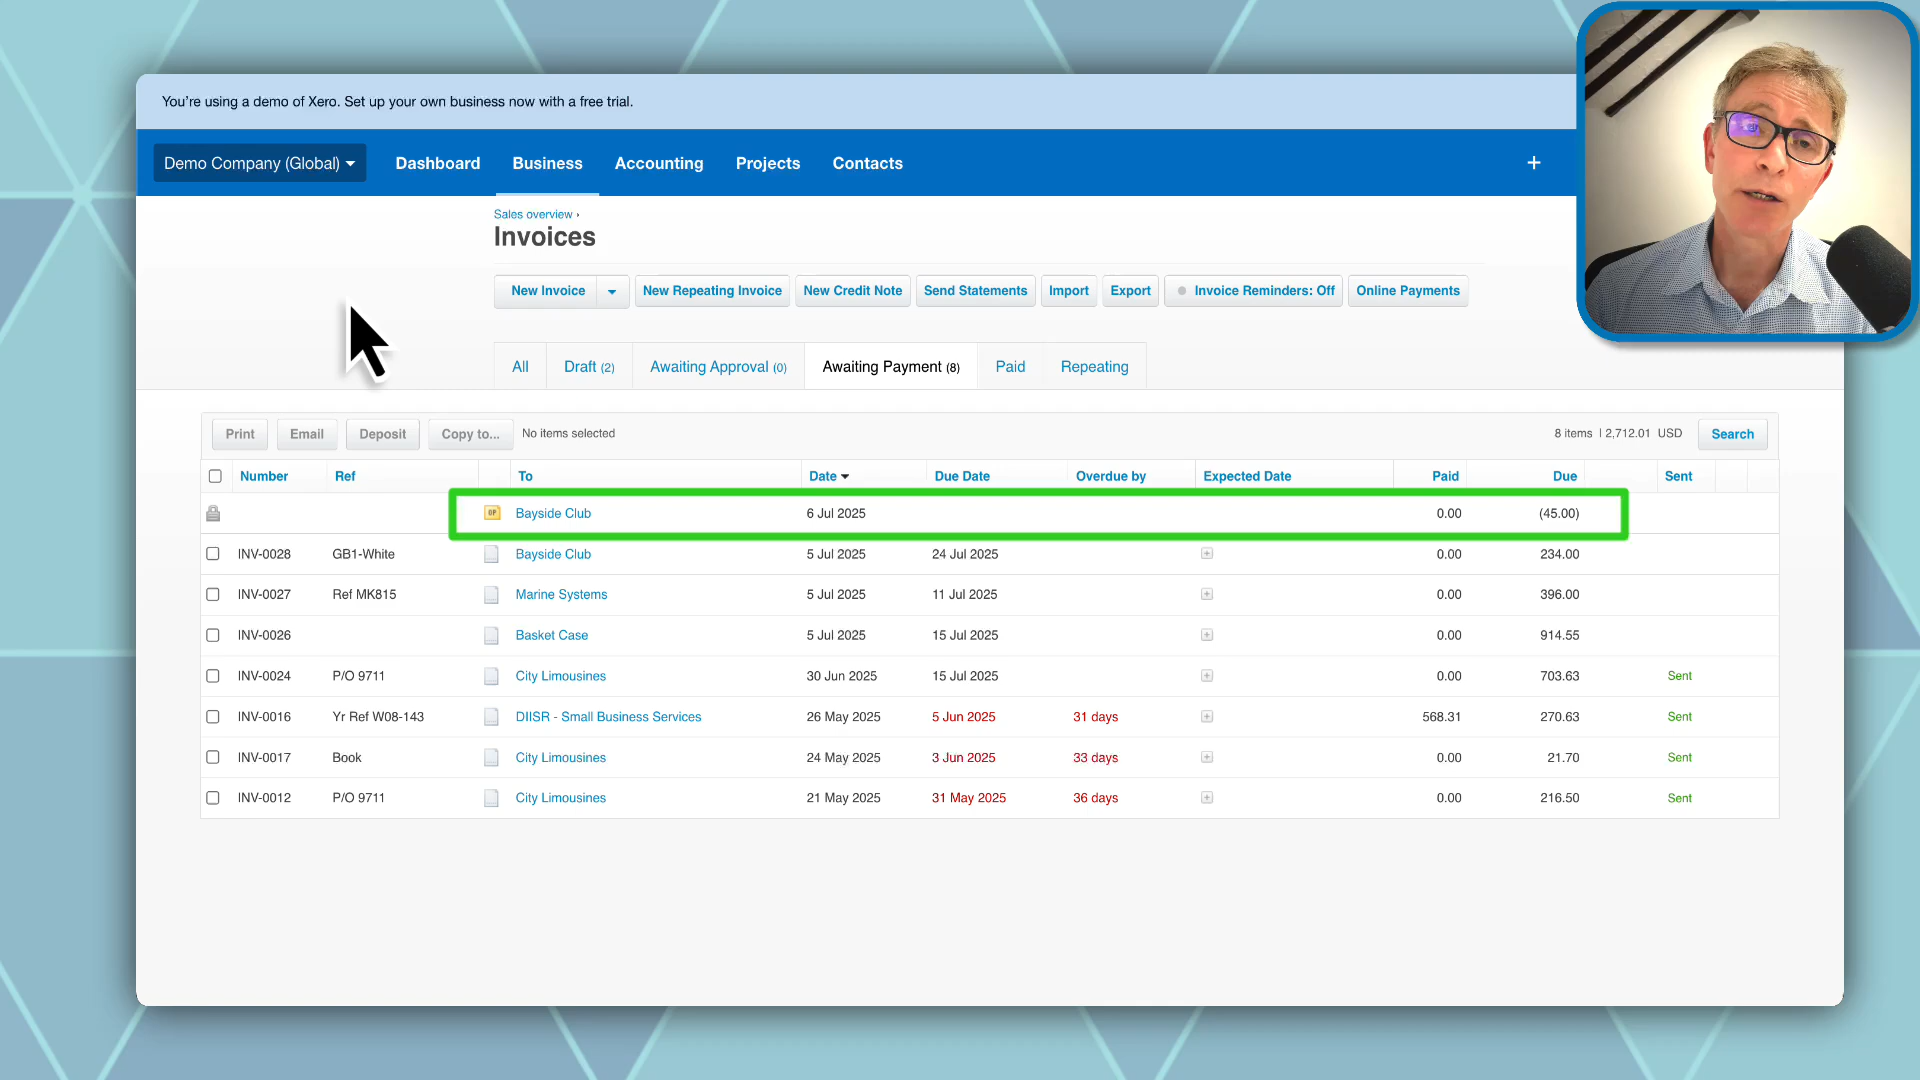 You're using a demo of Xero. Set up your own business now with a free trial.
Demo Company (Global) Dashboard Business Accounting Projects Contacts +
Sales overview ›
Invoices
New Invoice New Repeating Invoice New Credit Note Send Statements Import Export Invoice Reminders: Off Online Payments
All Draft (2) Awaiting Approval (0) Awaiting Payment (8) Paid Repeating
Print Email Deposit Copy to... No items selected 8 items | 2,712.01 USD Search
Number Ref To Date Due Date Overdue by Expected Date Paid Due Sent
OP Bayside Club 6 Jul 2025 0.00 (45.00)
INV-0028 GB1-White Bayside Club 5 Jul 2025 24 Jul 2025 0.00 234.00
INV-0027 Ref MK815 Marine Systems 5 Jul 2025 11 Jul 2025 0.00 396.00
INV-0026 Basket Case 5 Jul 2025 15 Jul 2025 0.00 914.55
INV-0024 P/O 9711 City Limousines 30 Jun 2025 15 Jul 2025 0.00 703.63 Sent
INV-0016 Yr Ref W08-143 DIISR - Small Business Services 26 May 2025 5 Jun 2025 31 days 568.31 270.63 Sent
INV-0017 Book City Limousines 24 May 2025 3 Jun 2025 33 days 0.00 21.70 Sent
INV-0012 P/O 9711 City Limousines 21 May 2025 31 May 2025 36 days 0.00 216.50 Sent